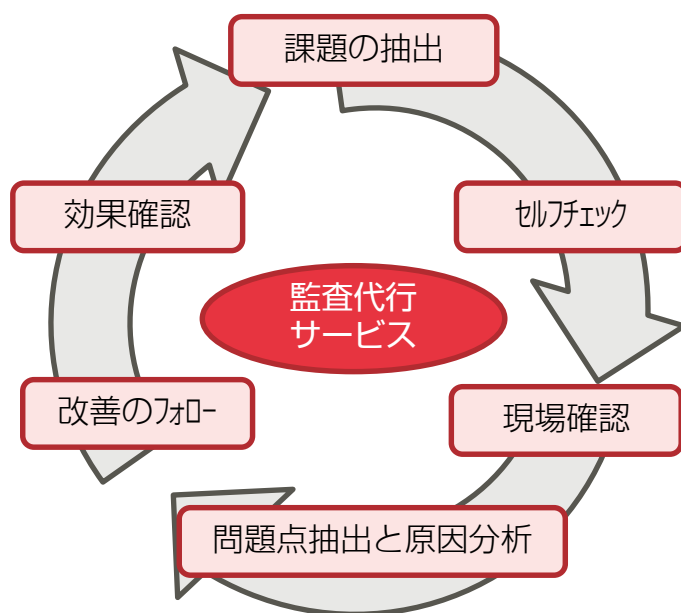 課題の抽出
セルフチェック
現場確認
問題点抽出と原因分析
改善のフォロー
効果確認
監査代行
サービス